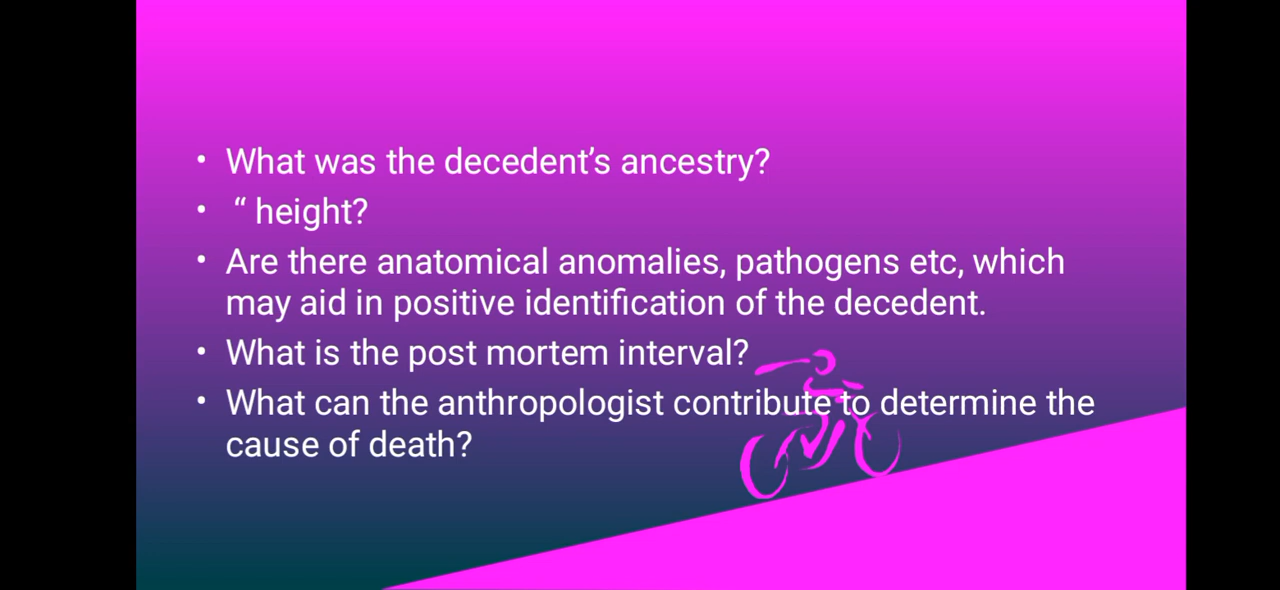 • What was the decedent’s ancestry?
• “ height?
• Are there anatomical anomalies, pathogens etc, which
may aid in positive identification of the decedent.
• What is the post mortem interval?
• What can the anthropologist contribute to determine the
cause of death?